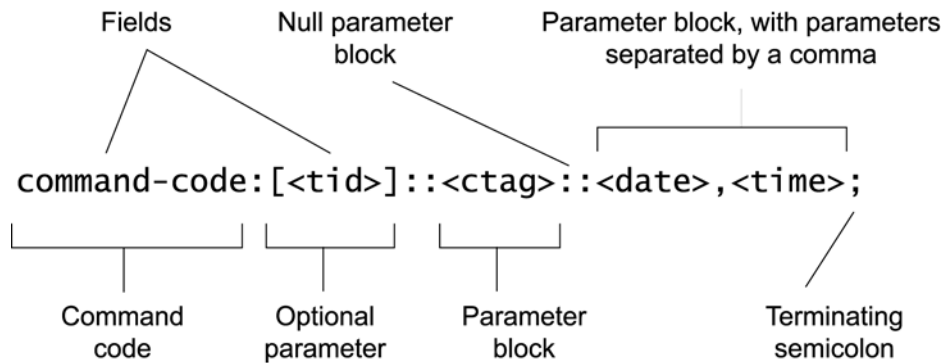 Fields
Null parameter
block
Parameter block, with parameters
separated by a comma
command-code:[<tid>]::<ctag>::<date>,<time>;
Command
code
Optional
parameter
Parameter
block
Terminating
semicolon